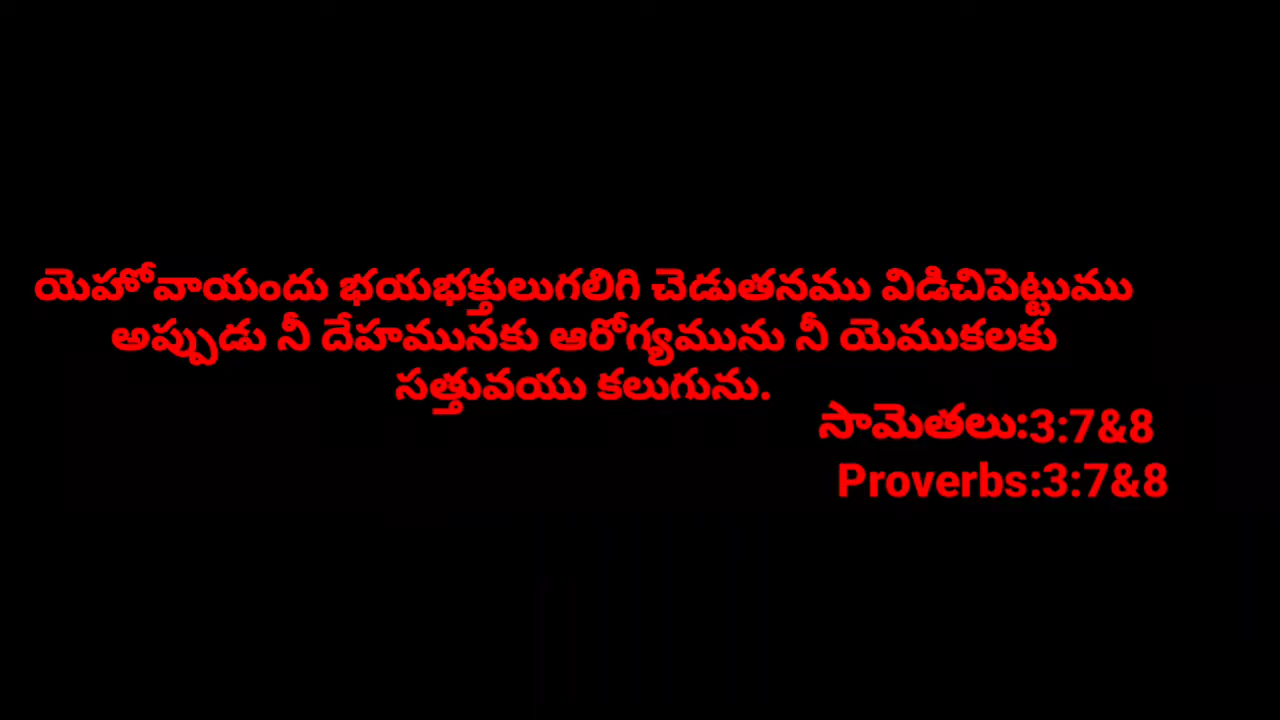 యెహోవాయందు భయభక్తులుగలిగి చెడుతనము విడిచిపెట్టుము
అప్పుడు నీ దేహమునకు ఆరోగ్యమును నీ యెముకలకు
సత్తువయు కలుగును.
సామెతలు:3:7&8
Proverbs:3:7&8